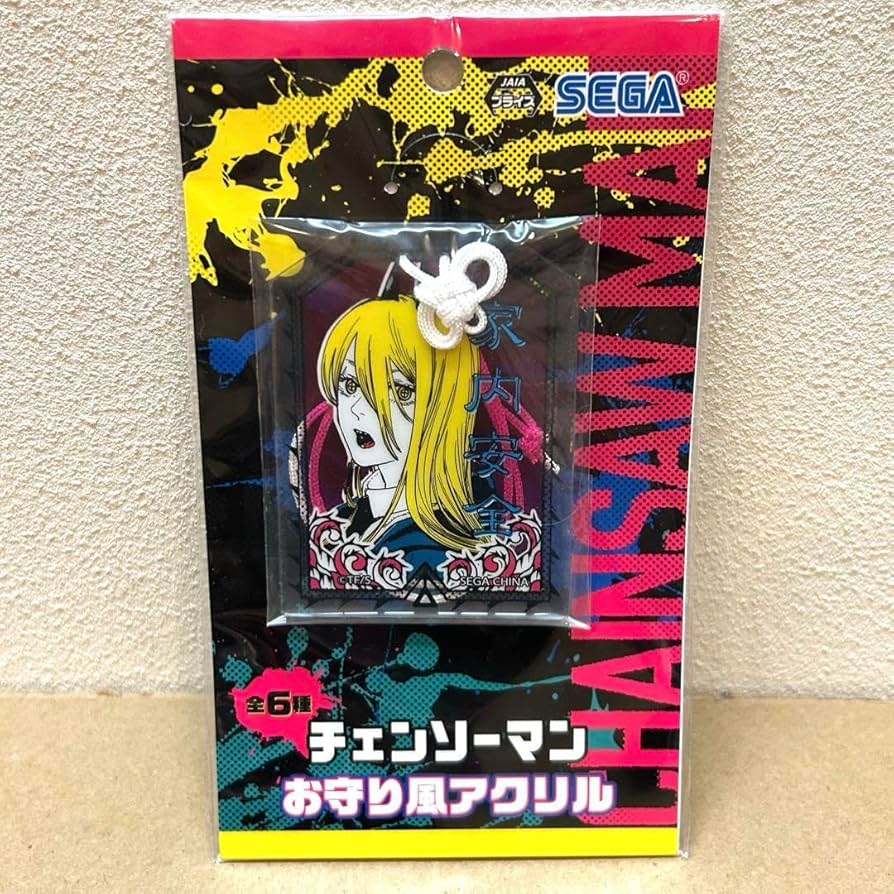 JAIA
プライズ
SEGA®
CHAINSAW MA
家内安全
©TF/S
SEGA CHINA
全6種
チェンソーマン
お守り風アクリル